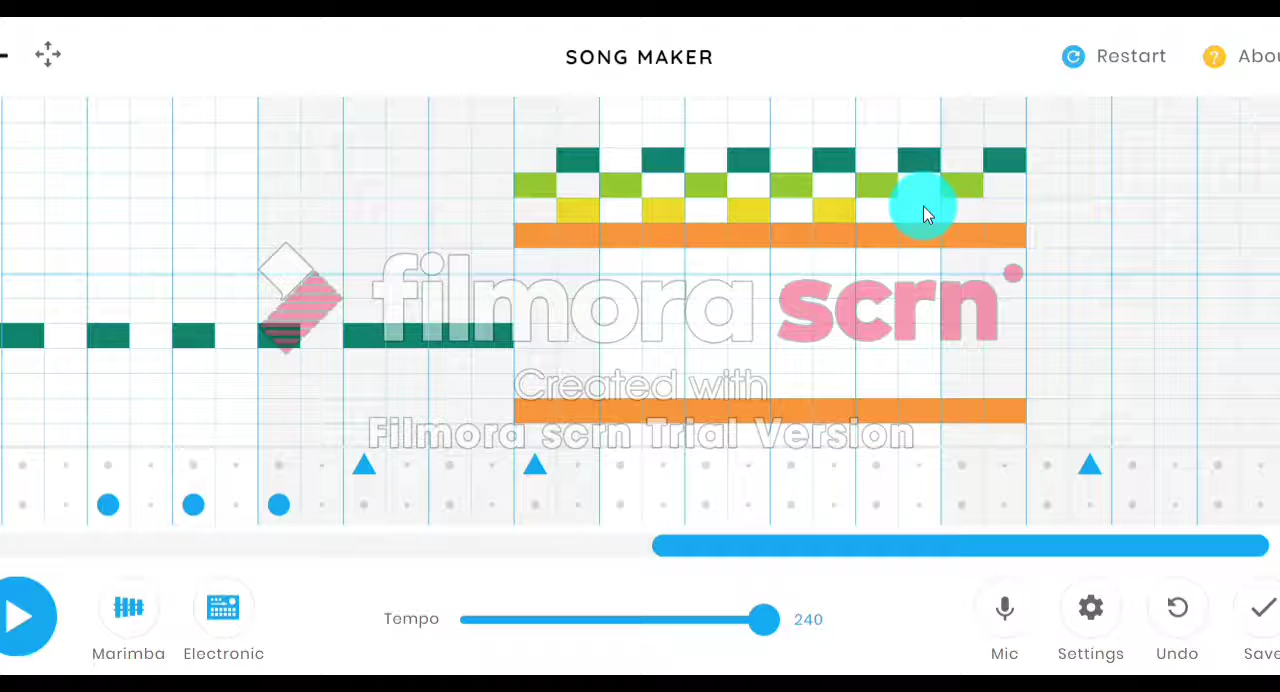 SONG MAKER
Restart
? Abou
filmora scrn
Created with
Filmora scrn Trial Version
Tempo
240
Marimba
Electronic
Mic
Settings
Undo
Save